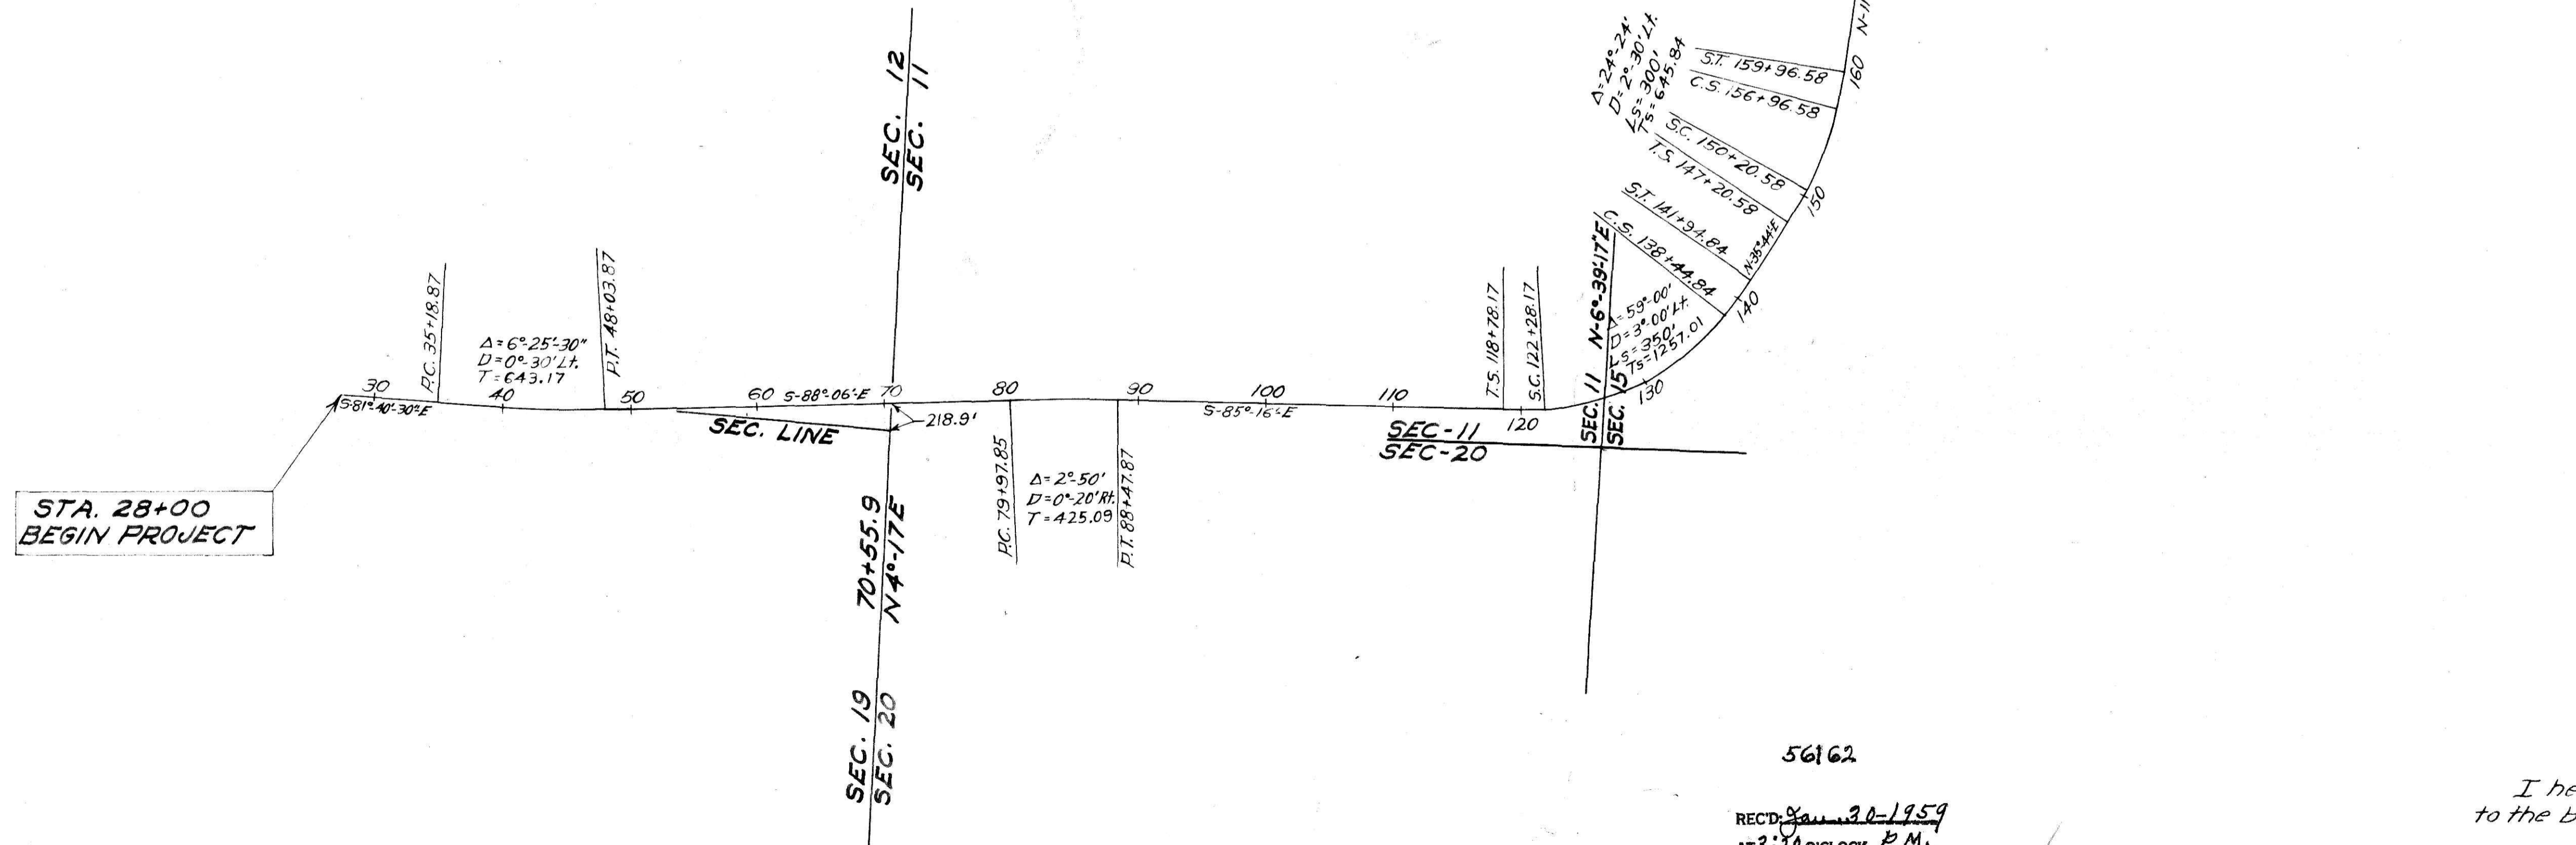 STA. 28+00
BEGIN PROJECT
30
S-81°-40'-30"-E
P.C. 35+18.87
40
Δ=6°-25'-30"
D=0°-30' Lt.
T=643.17
P.T. 48+03.87
50
60
S-88°-06'-E
SEC. LINE
70
218.9'
SEC. 12
SEC. 11
70+55.9
N4°-17'E
SEC. 19
SEC. 20
80
P.C. 79+97.85
Δ=2°-50'
D=0°-20' Rt.
T=425.09
P.T. 88+47.87
90
100
S-85°-16'-E
110
SEC-11
SEC-20
T.S. 118+78.17
120
S.C. 122+28.17
SEC. 11 N-6°-39'-17"E
SEC. 15
Δ=59°-00'
D=3°-00' Lt.
Ls=350'
Ts=1257.01
130
C.S. 138+44.84
140
S.T. 141+94.84
N-35°-44'-E
T.S. 147+20.58
150
S.C. 150+20.58
Δ=24°-24'
D=2°-30' Lt.
Ls=300'
Ts=645.84
C.S. 156+96.58
S.T. 159+96.58
160
56162
REC'D: Jan. 30-1959
P.M.
I he
to the b